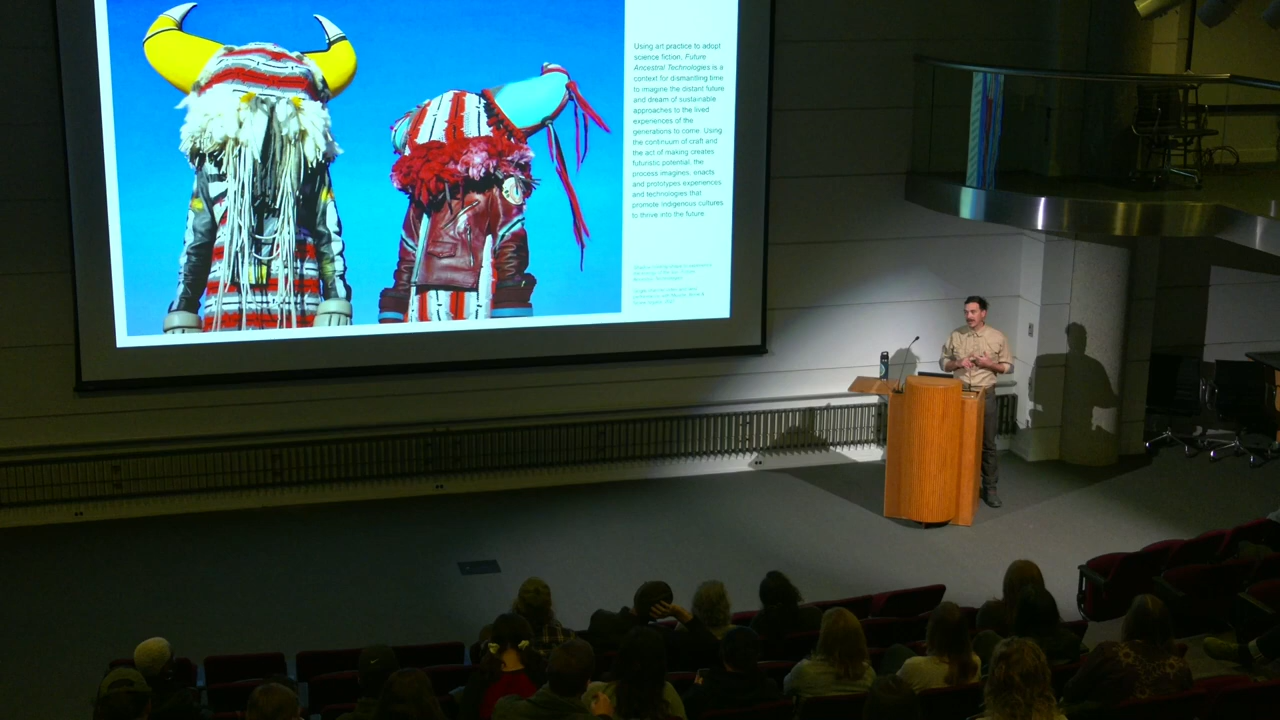 Using art practice to adopt
science fiction, Future
Ancestral Technologies is a
context for dismantling time
to imagine the distant future
and dream of sustainable
approaches to the lived
experiences of the
generations to come. Using
the continuum of craft and
the act of making creates
futuristic potential, the
process imagines, enacts
and prototypes experiences
and technologies that
promote Indigenous cultures
to thrive into the future.